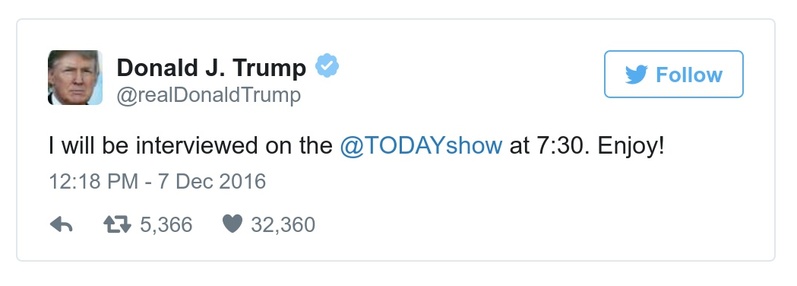 Donald J. Trump
@realDonaldTrump
Follow
I will be interviewed on the @TODAYshow at 7:30. Enjoy!
12:18 PM - 7 Dec 2016
5,366 32,360